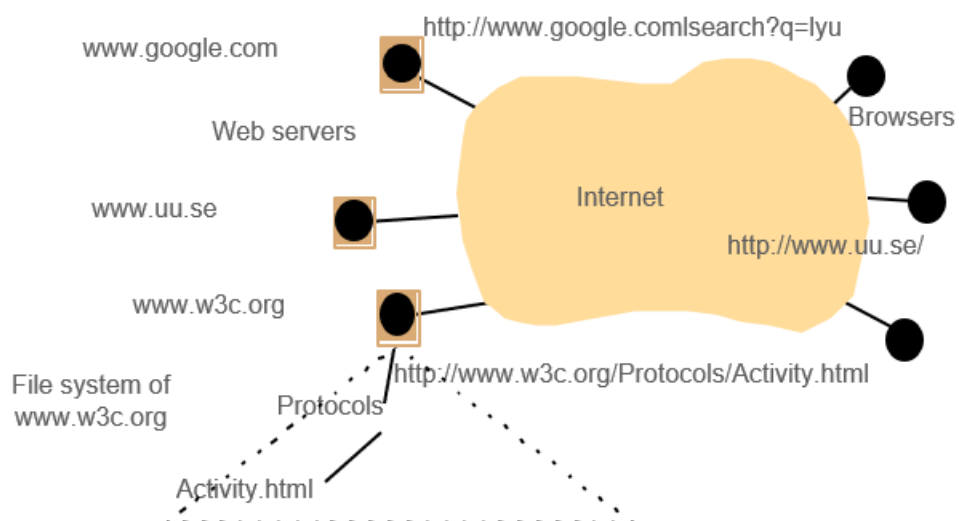 http://www.google.comlsearch?q=lyu
www.google.com
Browsers
Web servers
Internet
www.uu.se
http://www.uu.se/
www.w3c.org
http://www.w3c.org/Protocols/Activity.html
File system of
www.w3c.org
Protocols
Activity.html